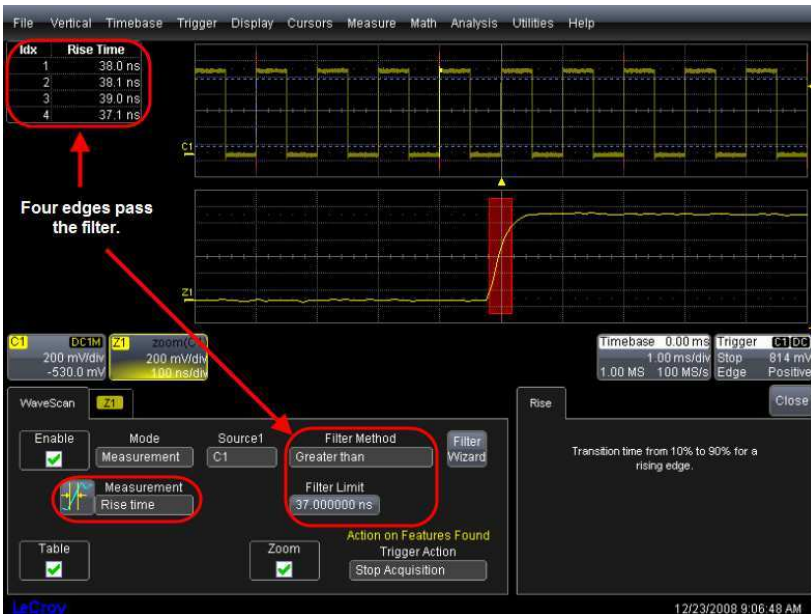 File Vertical Timebase Trigger Display Cursors Measure Math Analysis Utilities Help
Idx Rise Time
1 38.0 ns
2 38.1 ns
3 39.0 ns
4 37.1 ns
C1
Four edges pass
the filter.
Z1
C1 DC1M
200 mV/div
-530.0 mV
Z1 zoom(C1)
200 mV/div
100 ns/div
Timebase 0.00 ms
1.00 ms/div
1.00 MS 100 MS/s
Trigger C1 DC
Stop 814 mV
Edge Positive
WaveScan Z1
Rise
Close
Enable
Mode
Measurement
Source1
C1
Filter Method
Greater than
Filter
Wizard
Measurement
Rise time
Filter Limit
37.000000 ns
Transition time from 10% to 90% for a
rising edge.
Table
Zoom
Action on Features Found
Trigger Action
Stop Acquisition
LeCroy
12/23/2008 9:06:48 AM